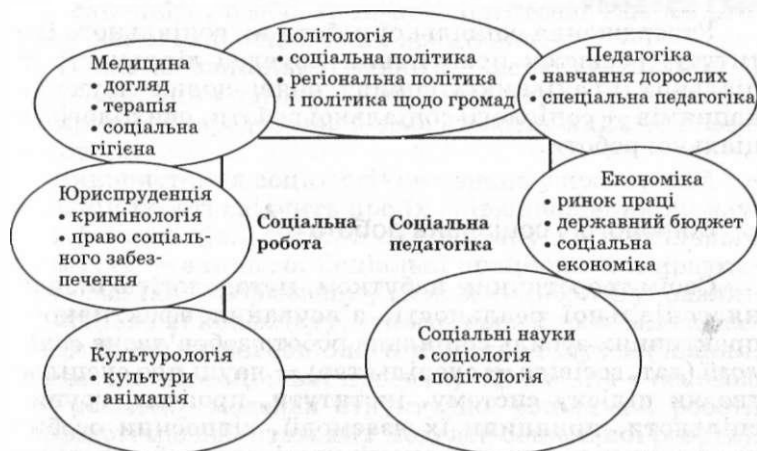 Політологія
• соціальна політика
• регіональна політика
і політика щодо громад
Медицина
• догляд
• терапія
• соціальна
гігієна
Педагогіка
• навчання дорослих
• спеціальна педагогіка
Юриспруденція
• кримінологія
• право соціаль-
ного забез-
печення
Соціальна
робота
Соціальна
педагогіка
Економіка
• ринок праці
• державний бюджет
• соціальна
економіка
Культурологія
• культури
• анімація
Соціальні науки
• соціологія
• політологія